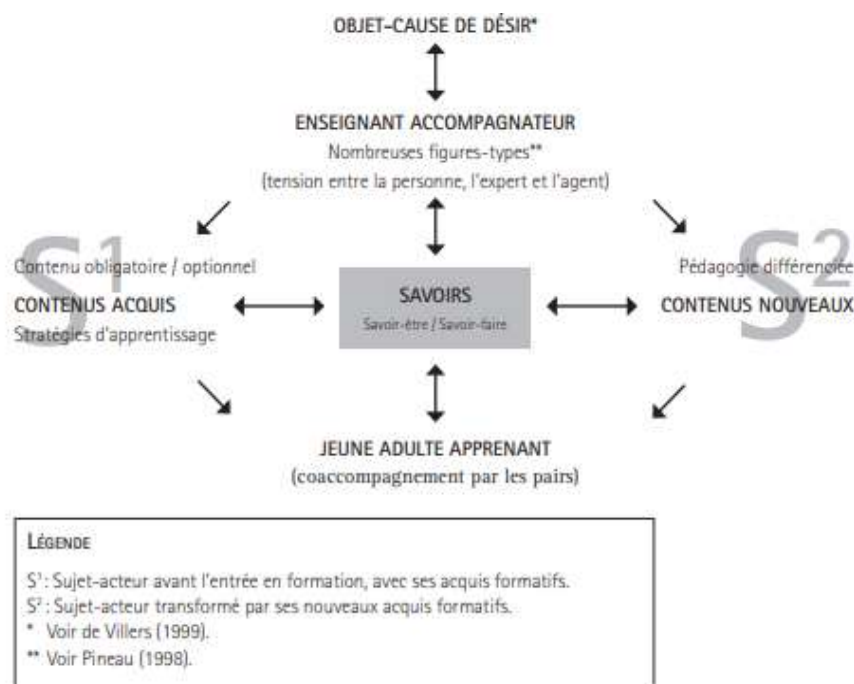 OBJET-CAUSE DE DÉSIR*
ENSEIGNANT ACCOMPAGNATEUR
Nombreuses figures-types**
(tension entre la personne, l'expert et l'agent)
S1
Contenu obligatoire / optionnel
CONTENUS ACQUIS
Stratégies d'apprentissage
SAVOIRS
Savoir-être / Savoir-faire
S2
Pédagogie différenciée
CONTENUS NOUVEAUX
JEUNE ADULTE APPRENANT
(coaccompagnement par les pairs)
LÉGENDE
S¹ : Sujet-acteur avant l'entrée en formation, avec ses acquis formatifs.
S² : Sujet-acteur transformé par ses nouveaux acquis formatifs.
* Voir de Villers (1999).
** Voir Pineau (1998).